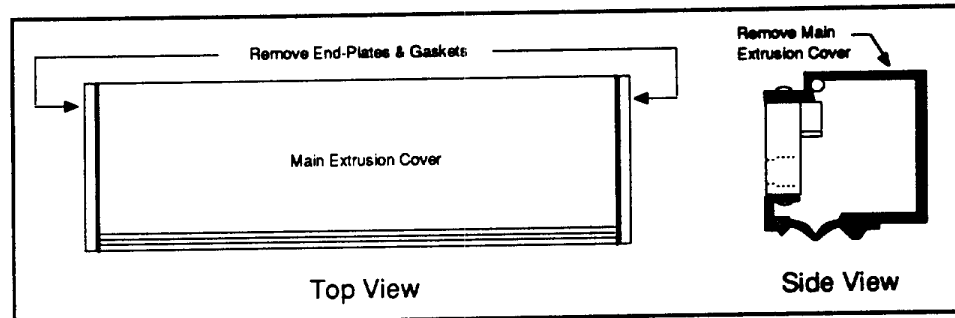 Remove End-Plates & Gaskets
Main Extrusion Cover
Top View
Remove Main
Extrusion Cover
Side View